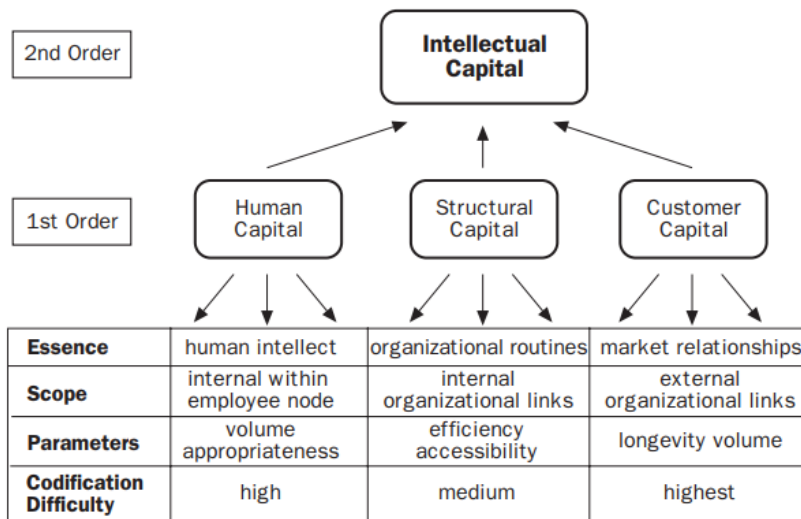 2nd Order
Intellectual
Capital
1st Order
Human
Capital
Structural
Capital
Customer
Capital
Essence
human intellect
organizational routines
market relationships
Scope
internal within
employee node
internal
organizational links
external
organizational links
Parameters
volume
appropriateness
efficiency
accessibility
longevity volume
Codification
Difficulty
high
medium
highest